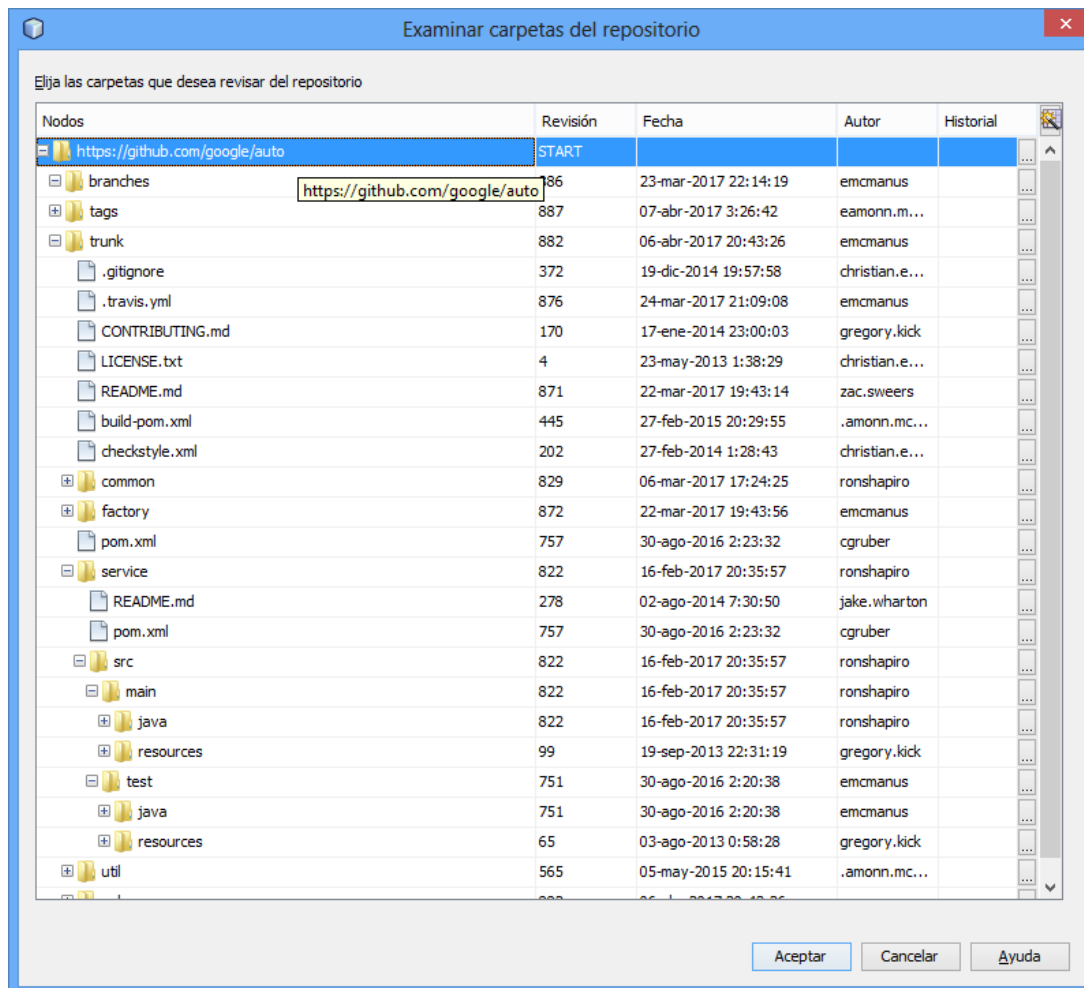 Examinar carpetas del repositorio
Elija las carpetas que desea revisar del repositorio
Nodos Revisión Fecha Autor Historial
https://github.com/google/auto START ...
branches 886 23-mar-2017 22:14:19 emcmanus ...
https://github.com/google/auto
tags 887 07-abr-2017 3:26:42 eamonn.m... ...
trunk 882 06-abr-2017 20:43:26 emcmanus ...
.gitignore 372 19-dic-2014 19:57:58 christian.e... ...
.travis.yml 876 24-mar-2017 21:09:08 emcmanus ...
CONTRIBUTING.md 170 17-ene-2014 23:00:03 gregory.kick ...
LICENSE.txt 4 23-may-2013 1:38:29 christian.e... ...
README.md 871 22-mar-2017 19:43:14 zac.sweers ...
build-pom.xml 445 27-feb-2015 20:29:55 .amonn.mc... ...
checkstyle.xml 202 27-feb-2014 1:28:43 christian.e... ...
common 829 06-mar-2017 17:24:25 ronshapiro ...
factory 872 22-mar-2017 19:43:56 emcmanus ...
pom.xml 757 30-ago-2016 2:23:32 cgruber ...
service 822 16-feb-2017 20:35:57 ronshapiro ...
README.md 278 02-ago-2014 7:30:50 jake.wharton ...
pom.xml 757 30-ago-2016 2:23:32 cgruber ...
src 822 16-feb-2017 20:35:57 ronshapiro ...
main 822 16-feb-2017 20:35:57 ronshapiro ...
java 822 16-feb-2017 20:35:57 ronshapiro ...
resources 99 19-sep-2013 22:31:19 gregory.kick ...
test 751 30-ago-2016 2:20:38 emcmanus ...
java 751 30-ago-2016 2:20:38 emcmanus ...
resources 65 03-ago-2013 0:58:28 gregory.kick ...
util 565 05-may-2015 20:15:41 .amonn.mc... ...
Aceptar Cancelar Ayuda